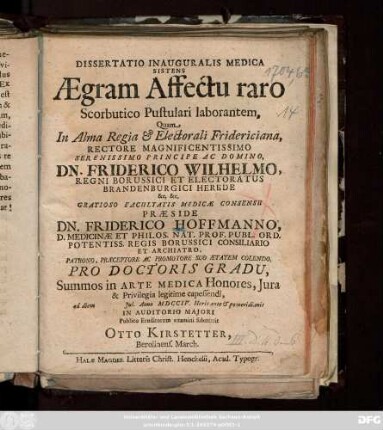 DISSERTATIO INAUGURALIS MEDICA
SISTENS
ÆGram Affectu raro
Scorbutico Pustulari laborantem,
Quam
In Alma Regia & Electorali Fridericiana,
RECTORE MAGNIFICENTISSIMO
SERENISSIMO PRINCIPE AC DOMINO,
DN. FRIDERICO WILHELMO,
REGNI BORUSSICI ET ELECTORATUS
BRANDENBURGICI HEREDE
&c. &c.
GRATIOSO FACULTATIS MEDICÆ CONSENSU
PRÆSIDE
DN. FRIDERICO HOFFMANNO,
D. MEDICINÆ ET PHILOS. NAT. PROF. PUBL. ORD.
POTENTISS. REGIS BORUSSICI CONSILIARIO
ET ARCHIATRO,
PATRONO, PRÆCEPTORE AC PROMOTORE SUO ÆTATEM COLENDO,
PRO DOCTORIS GRADU,
Summos in ARTE MEDICA Honores, Jura
& Privilegia legitime capessendi,
ad diem Jul. Anno MDCCIV. Horis ante & pomeridianis
IN AUDITORIO MAJORI
Publico Eruditorum examini submittit
OTTO KIRSTETTER,
Berolinens. March.
HALÆ MAGDEB. Litteris Christ. Henckelii, Acad. Typogr.
14
DFG